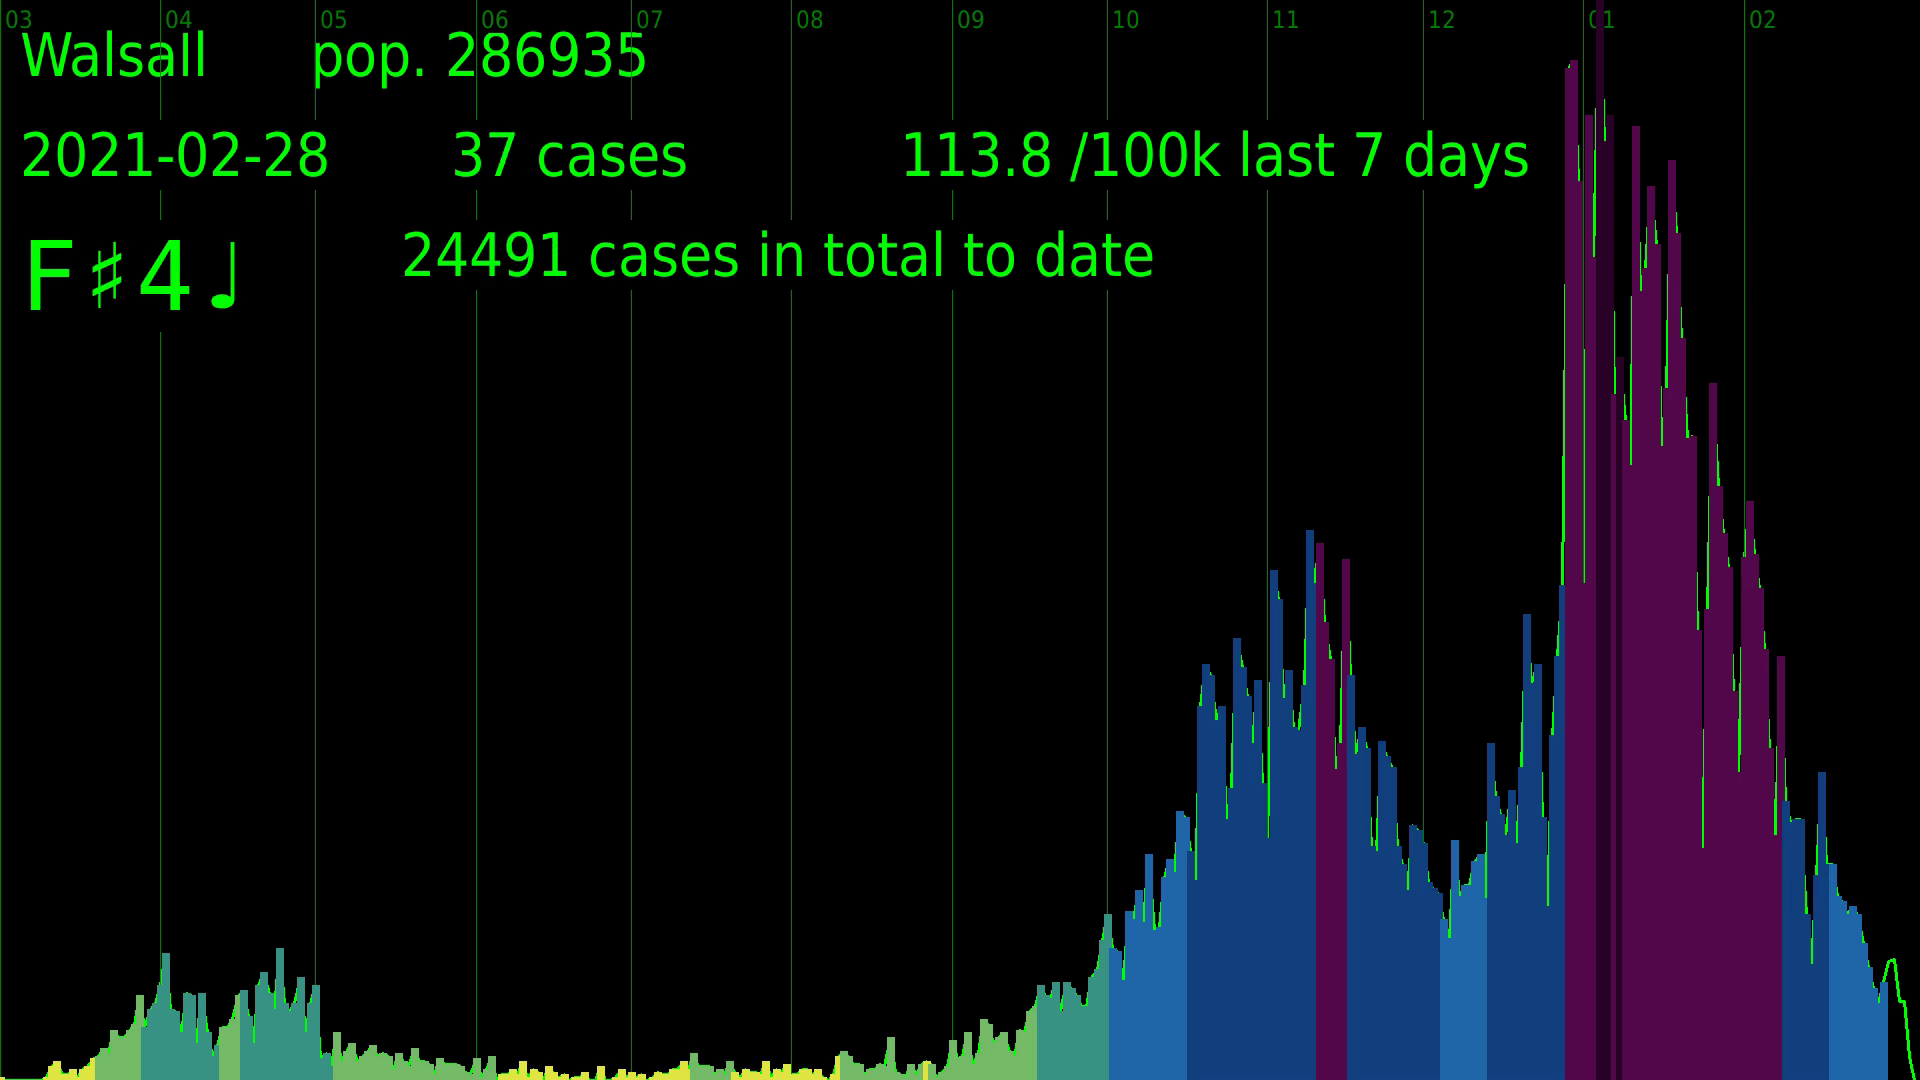 03 04 05 06 07 08 09 10 11 12 01 02
Walsall pop. 286935
2021-02-28 37 cases 113.8 /100k last 7 days
F♯4♩ 24491 cases in total to date